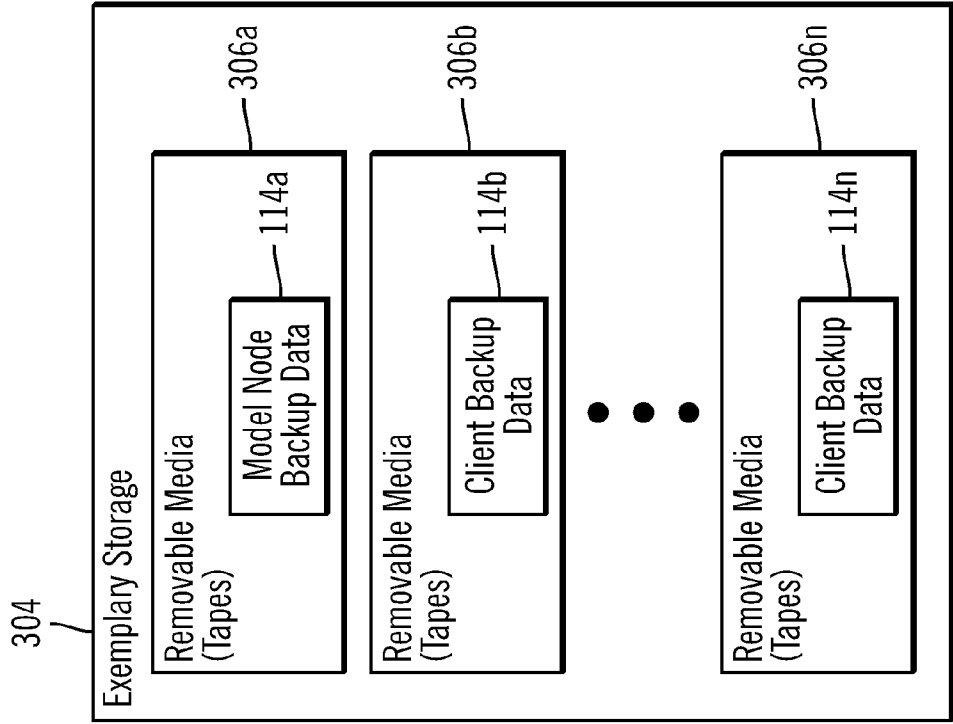 304
Exemplary Storage
Removable Media
(Tapes)
306a
Model Node
Backup Data
114a
Removable Media
(Tapes)
306b
Client Backup
Data
114b
Removable Media
(Tapes)
306n
Client Backup
Data
114n